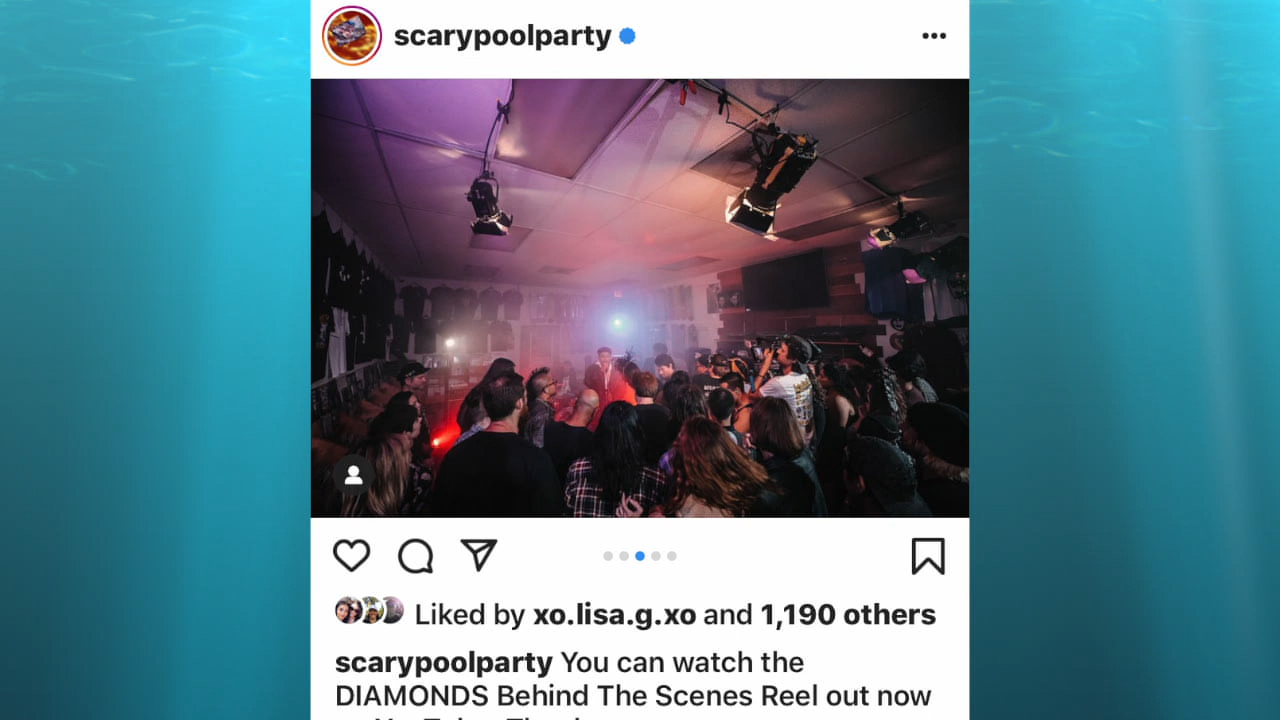 scarypoolparty
Liked by xo.lisa.g.xo and 1,190 others
scarypoolparty You can watch the
DIAMONDS Behind The Scenes Reel out now